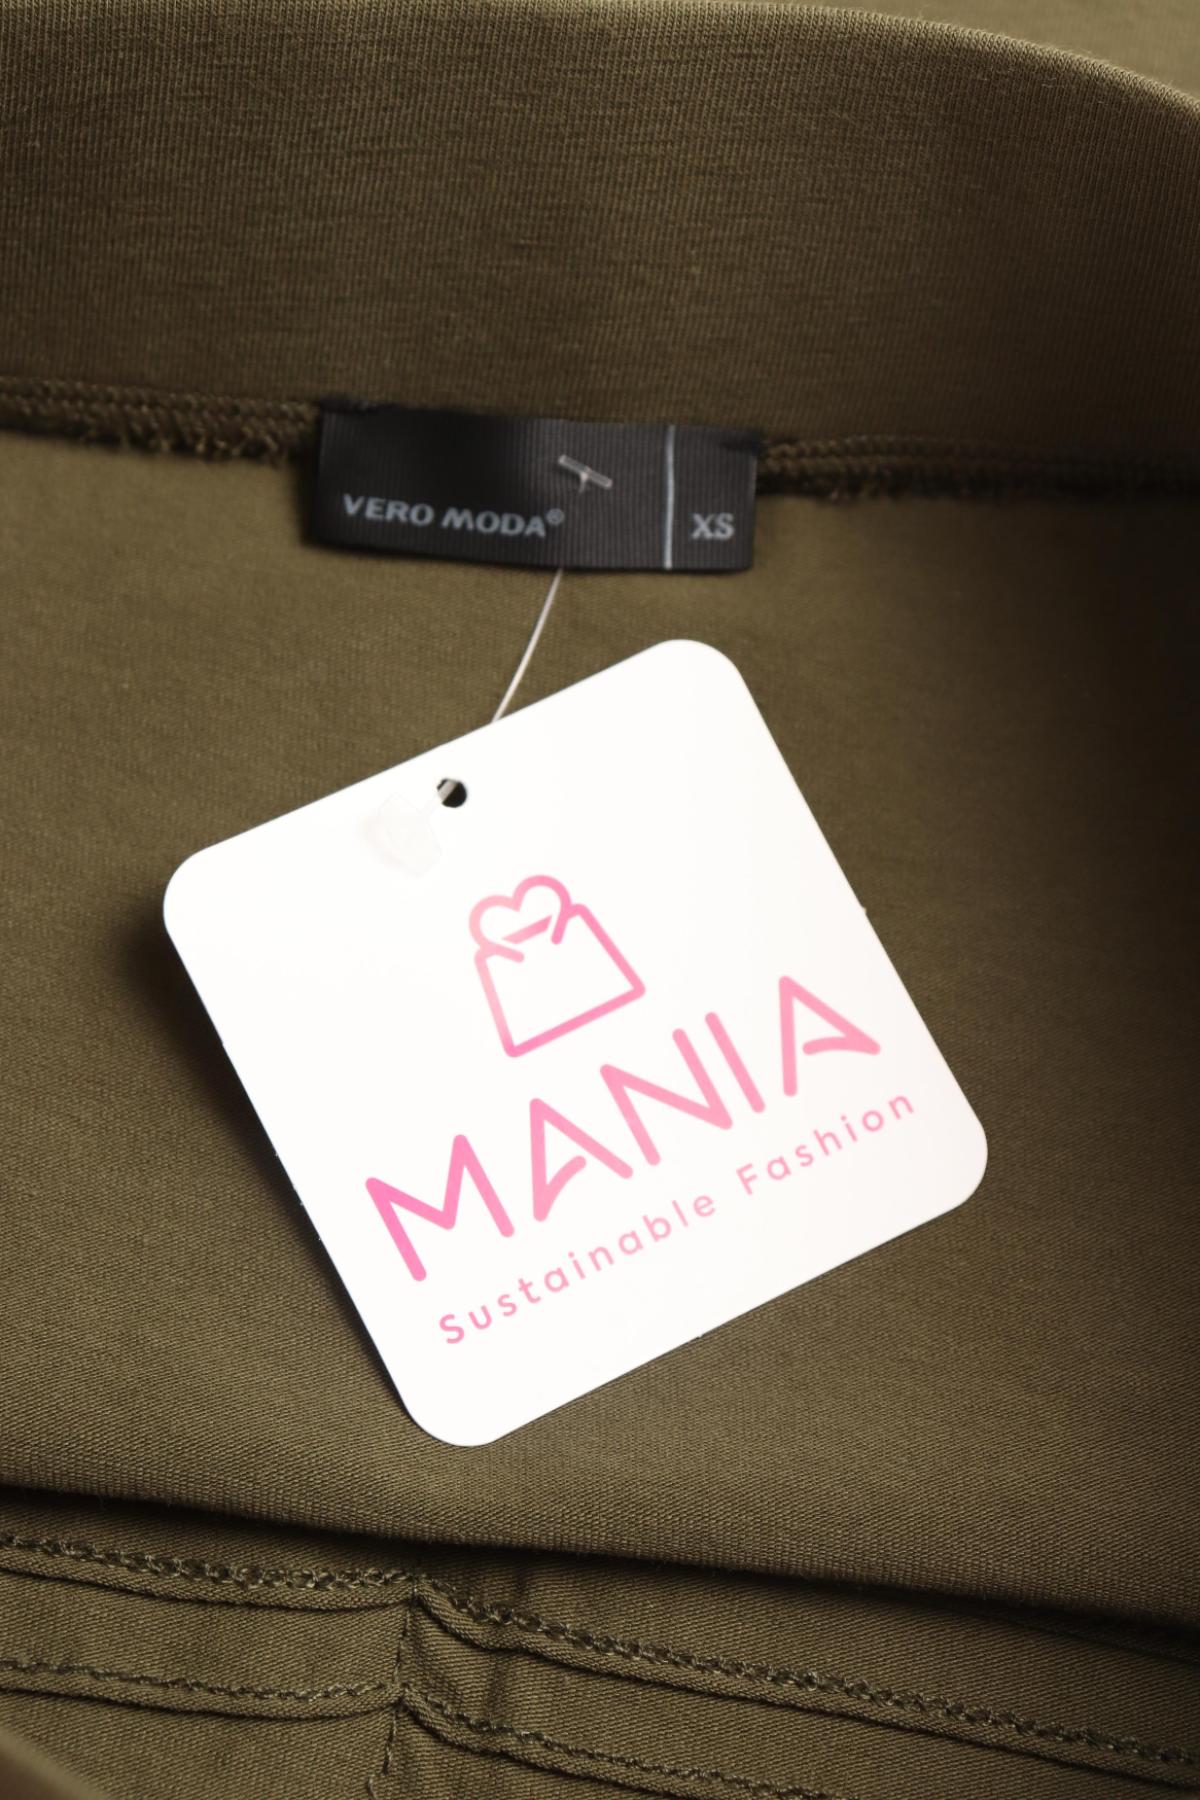 VERO MODA® XS
MANIA
Sustainable Fashion